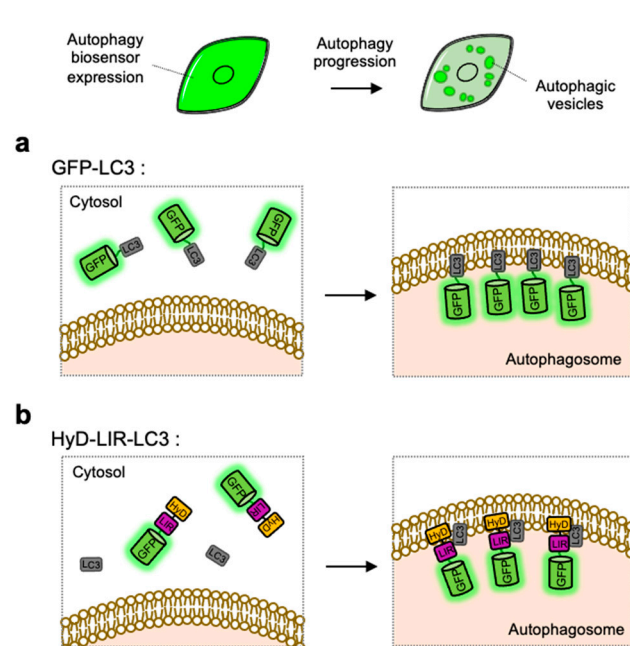 Autophagy
biosensor
expression
Autophagy
progression
Autophagic
vesicles
a
GFP-LC3 :
Cytosol
GFP
LC3
GFP
LC3
GFP
LC3
LC3
LC3
LC3
LC3
GFP
GFP
GFP
GFP
Autophagosome
b
HyD-LIR-LC3 :
Cytosol
GFP
LIR
HyD
HyD
LIR
GFP
LC3
LC3
HyD
LC3
LIR
GFP
HyD
LC3
LIR
GFP
HyD
LC3
LIR
GFP
Autophagosome